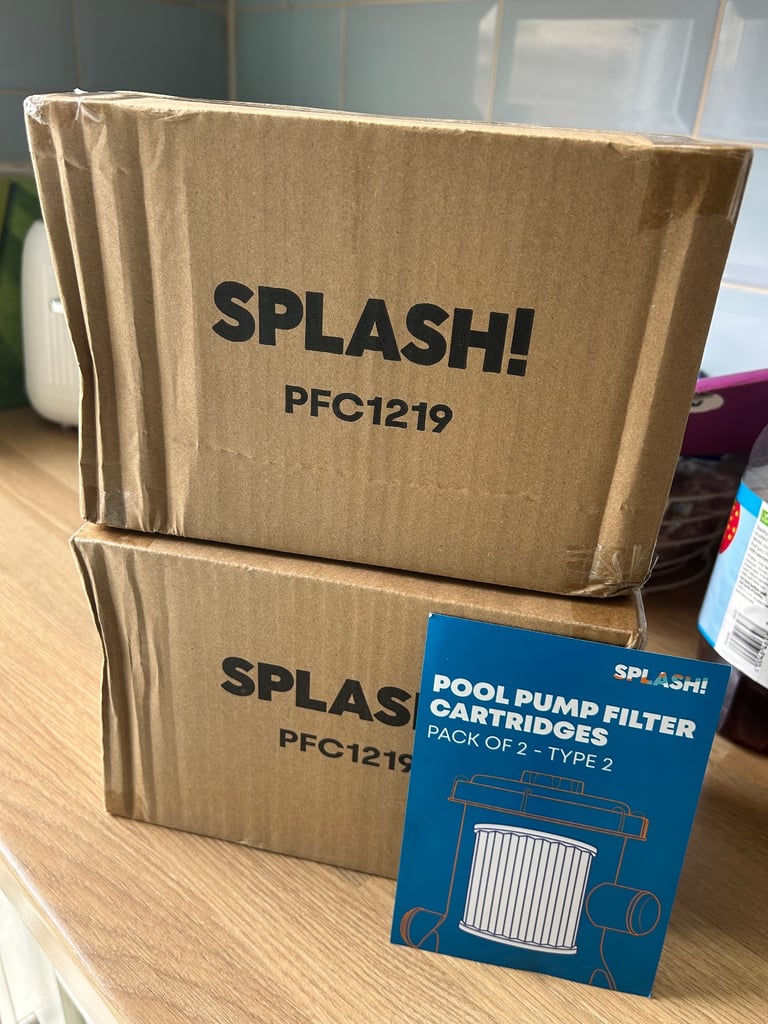 SPLASH!
PFC1219
SPLAS
PFC1219
SPLASH!
POOL PUMP FILTER
CARTRIDGES
PACK OF 2 - TYPE 2